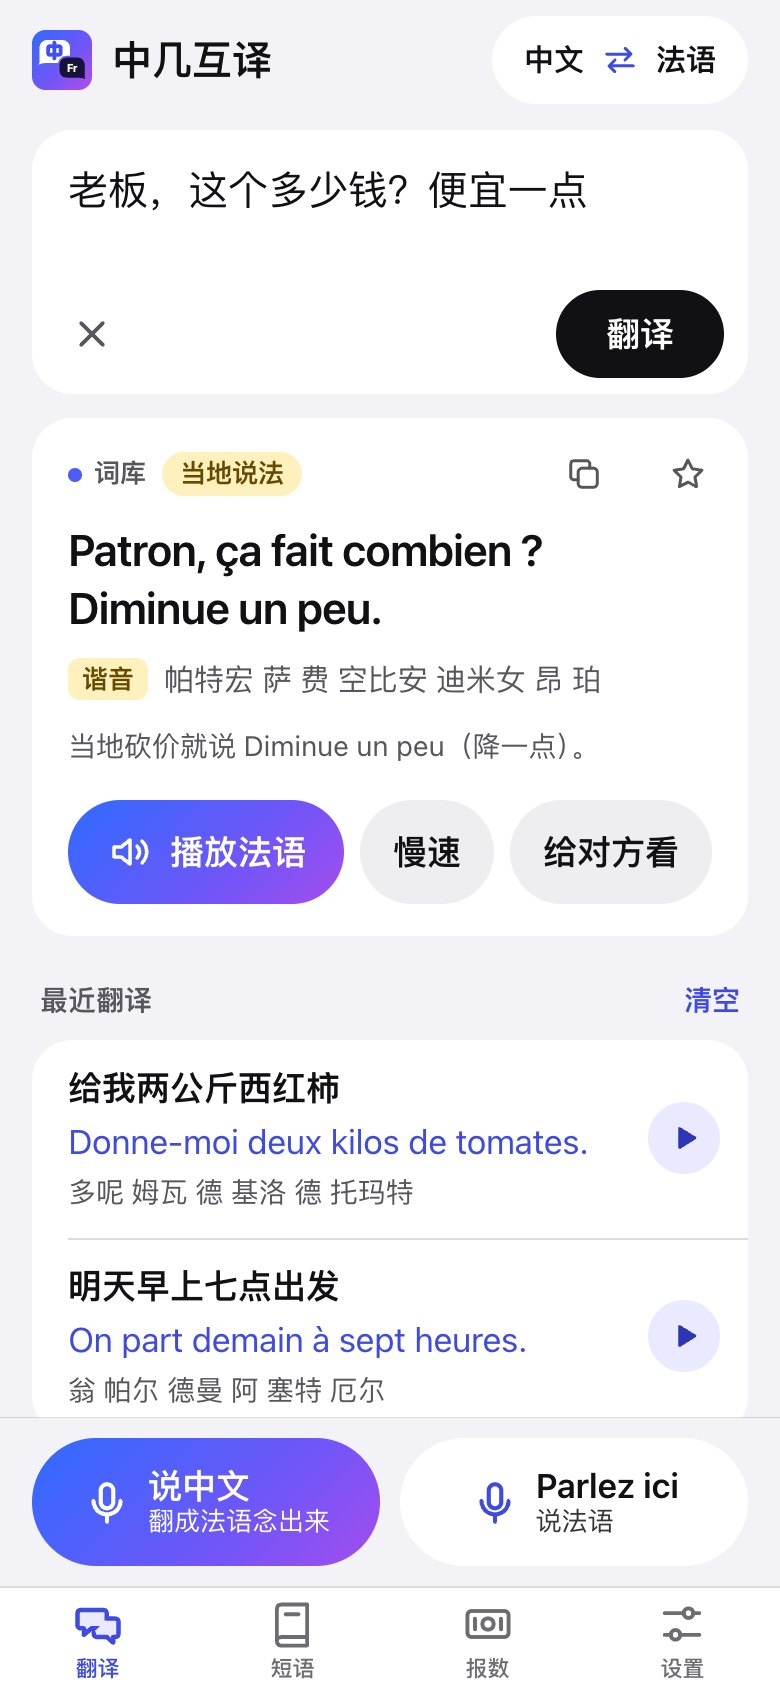 中
Fr
中几互译
中文 ⇄ 法语
老板，这个多少钱？便宜一点
翻译
词库 当地说法
Patron, ça fait combien ?
Diminue un peu.
谐音 帕特宏 萨 费 空比安 迪米女 昂 珀
当地砍价就说 Diminue un peu（降一点）。
播放法语 慢速 给对方看
最近翻译 清空
给我两公斤西红柿
Donne-moi deux kilos de tomates.
多呢 姆瓦 德 基洛 德 托玛特
明天早上七点出发
On part demain à sept heures.
翁 帕尔 德曼 阿 塞特 厄尔
说中文
翻成法语念出来
Parlez ici
说法语
翻译 短语 报数 设置